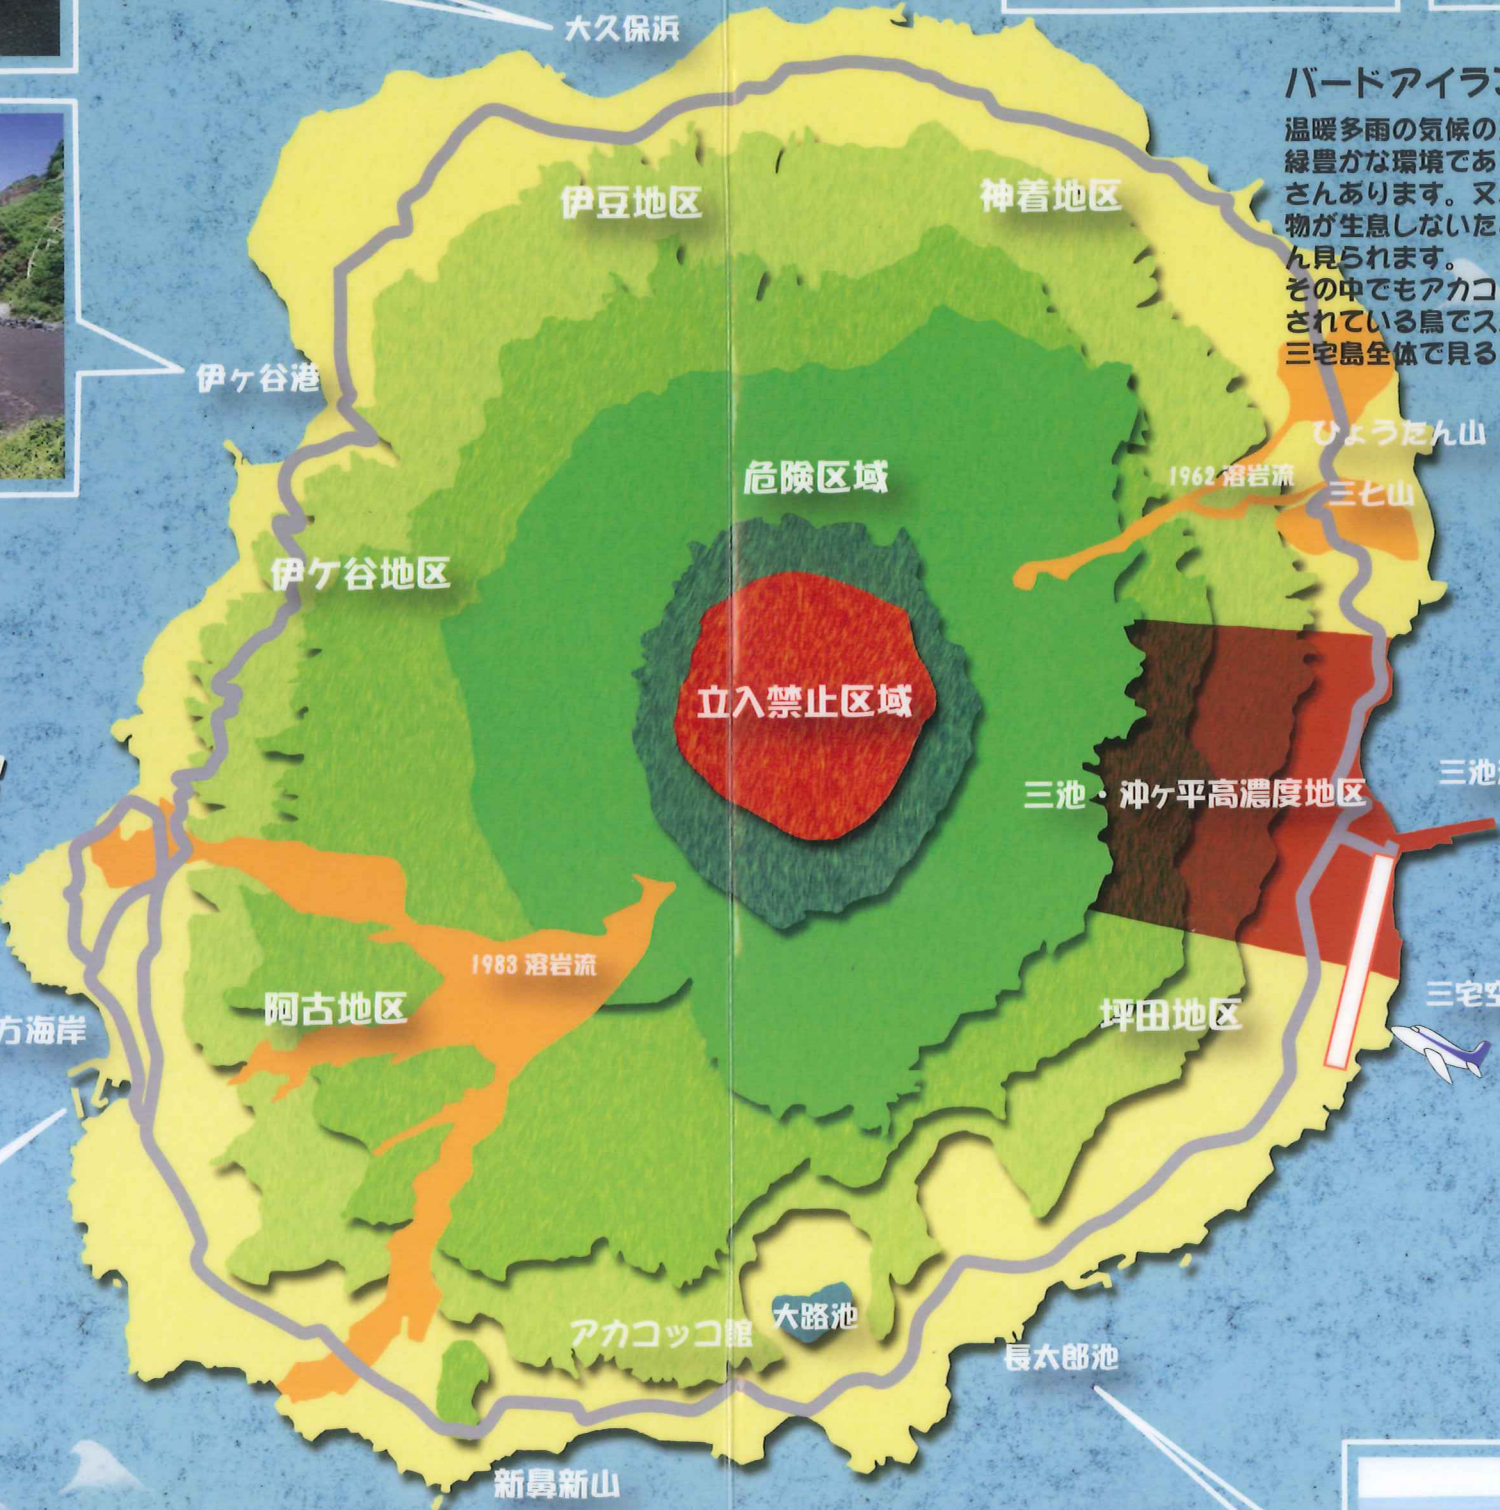 大久保浜
バードアイラ
温暖多雨の気候の
緑豊かな環境であ
さんあります。又
物が生息しないた
ん見られます。
その中でもアカコ
されている鳥でス
三宅島全体で見る
伊豆地区
神着地区
伊ヶ谷港
ひょうたん山
危険区域
1962 溶岩流
三七山
伊ケ谷地区
立入禁止区域
三池
三池・沖ヶ平高濃度地区
1983 溶岩流
三宅空
阿古地区
坪田地区
方海岸
大路池
アカコッコ館
長太郎池
新鼻新山